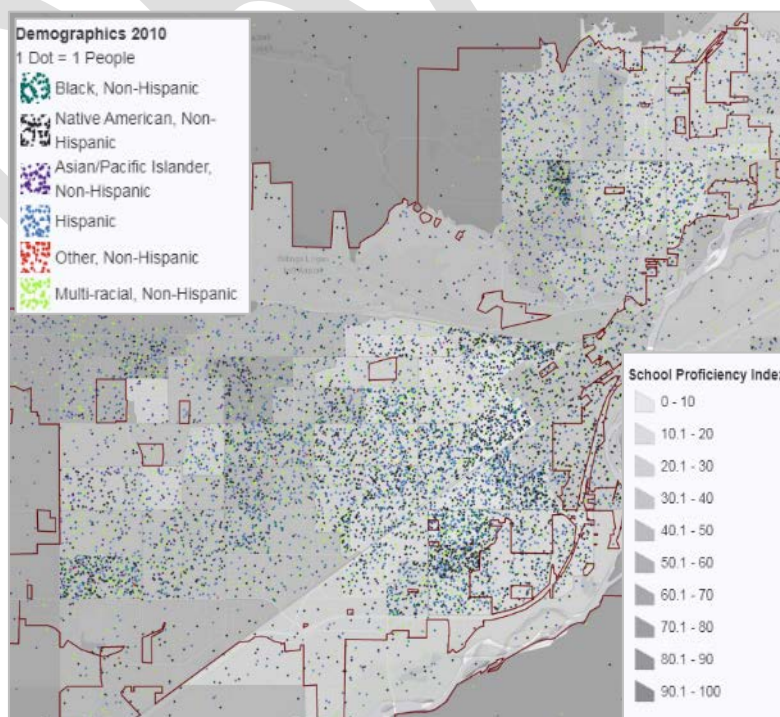 Demographics 2010
1 Dot = 1 People
Black, Non-Hispanic
Native American, Non-
Hispanic
Asian/Pacific Islander,
Non-Hispanic
Hispanic
Other, Non-Hispanic
Multi-racial, Non-Hispanic
School Proficiency Index
0 - 10
10.1 - 20
20.1 - 30
30.1 - 40
40.1 - 50
50.1 - 60
60.1 - 70
70.1 - 80
80.1 - 90
90.1 - 100